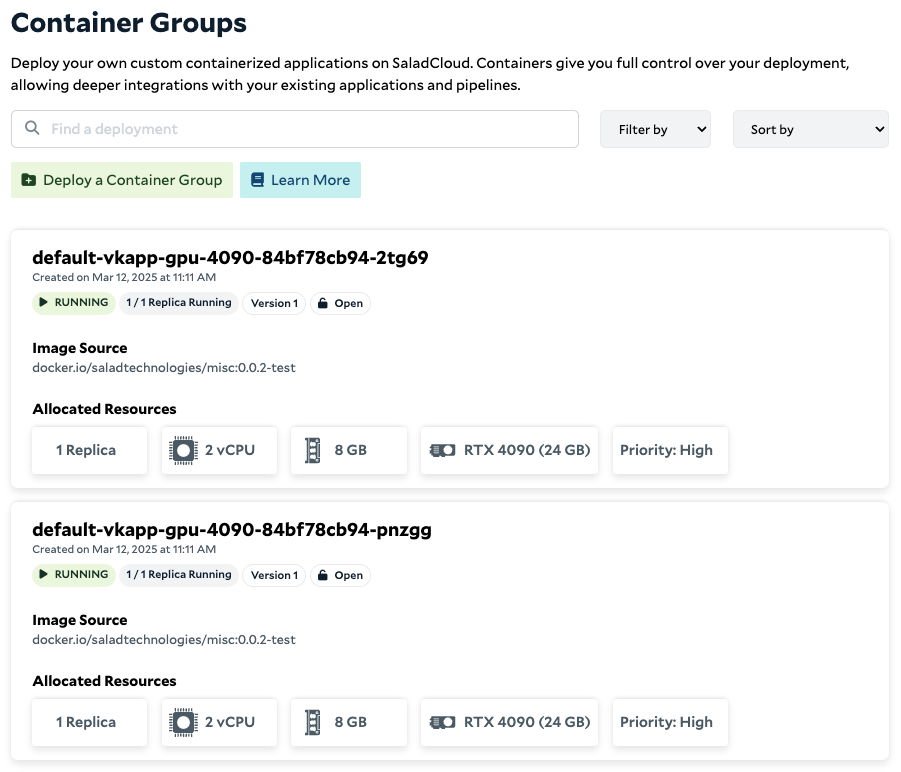 Container Groups
Deploy your own custom containerized applications on SaladCloud. Containers give you full control over your deployment,
allowing deeper integrations with your existing applications and pipelines.
Find a deployment
Filter by
Sort by
Deploy a Container Group
Learn More
default-vkapp-gpu-4090-84bf78cb94-2tg69
Created on Mar 12, 2025 at 11:11 AM
RUNNING 1 / 1 Replica Running Version 1 Open
Image Source
docker.io/saladtechnologies/misc:0.0.2-test
Allocated Resources
1 Replica 2 vCPU 8 GB RTX 4090 (24 GB) Priority: High
default-vkapp-gpu-4090-84bf78cb94-pnzgg
Created on Mar 12, 2025 at 11:11 AM
RUNNING 1 / 1 Replica Running Version 1 Open
Image Source
docker.io/saladtechnologies/misc:0.0.2-test
Allocated Resources
1 Replica 2 vCPU 8 GB RTX 4090 (24 GB) Priority: High